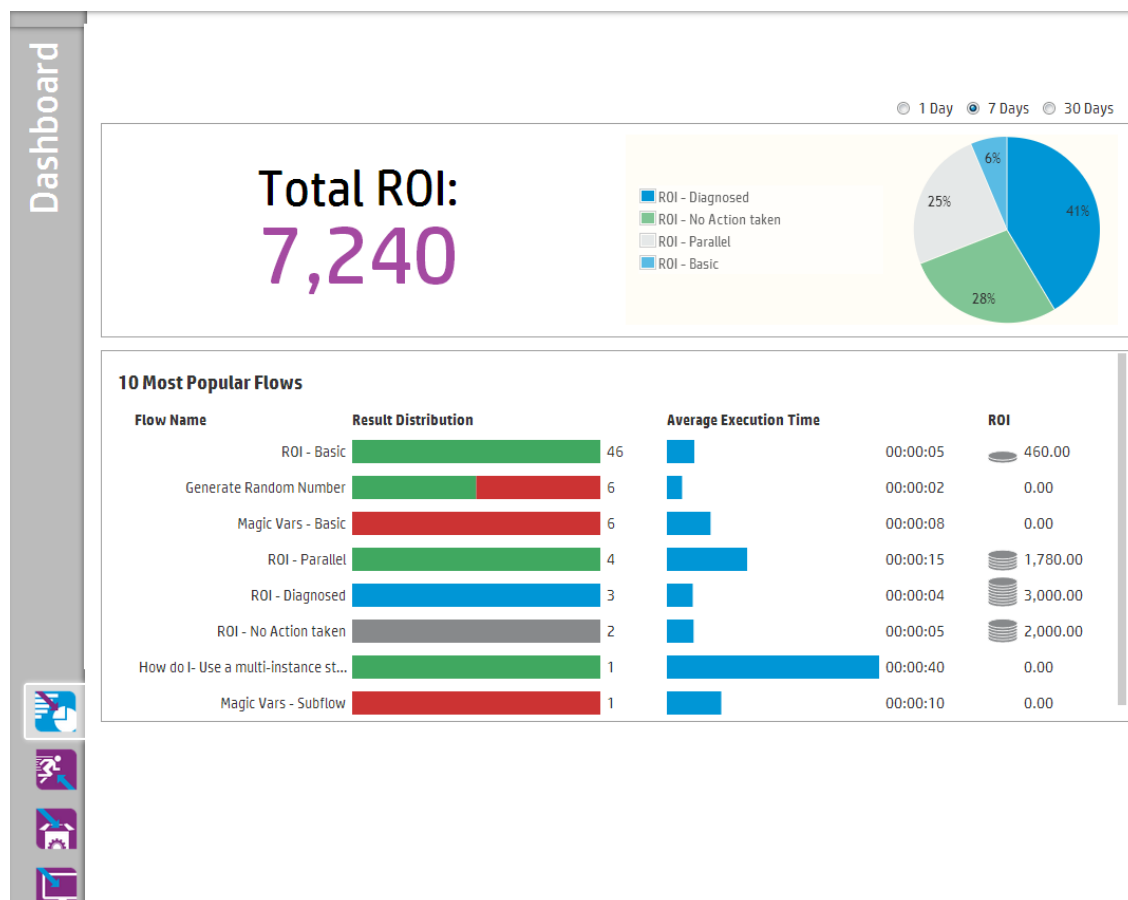 Dashboard
1 Day 7 Days 30 Days
Total ROI:
7,240
ROI - Diagnosed
ROI - No Action taken
ROI - Parallel
ROI - Basic
6%
41%
25%
28%
10 Most Popular Flows
Flow Name Result Distribution Average Execution Time ROI
ROI - Basic 46 00:00:05 460.00
Generate Random Number 6 00:00:02 0.00
Magic Vars - Basic 6 00:00:08 0.00
ROI - Parallel 4 00:00:15 1,780.00
ROI - Diagnosed 3 00:00:04 3,000.00
ROI - No Action taken 2 00:00:05 2,000.00
How do I- Use a multi-instance st... 1 00:00:40 0.00
Magic Vars - Subflow 1 00:00:10 0.00